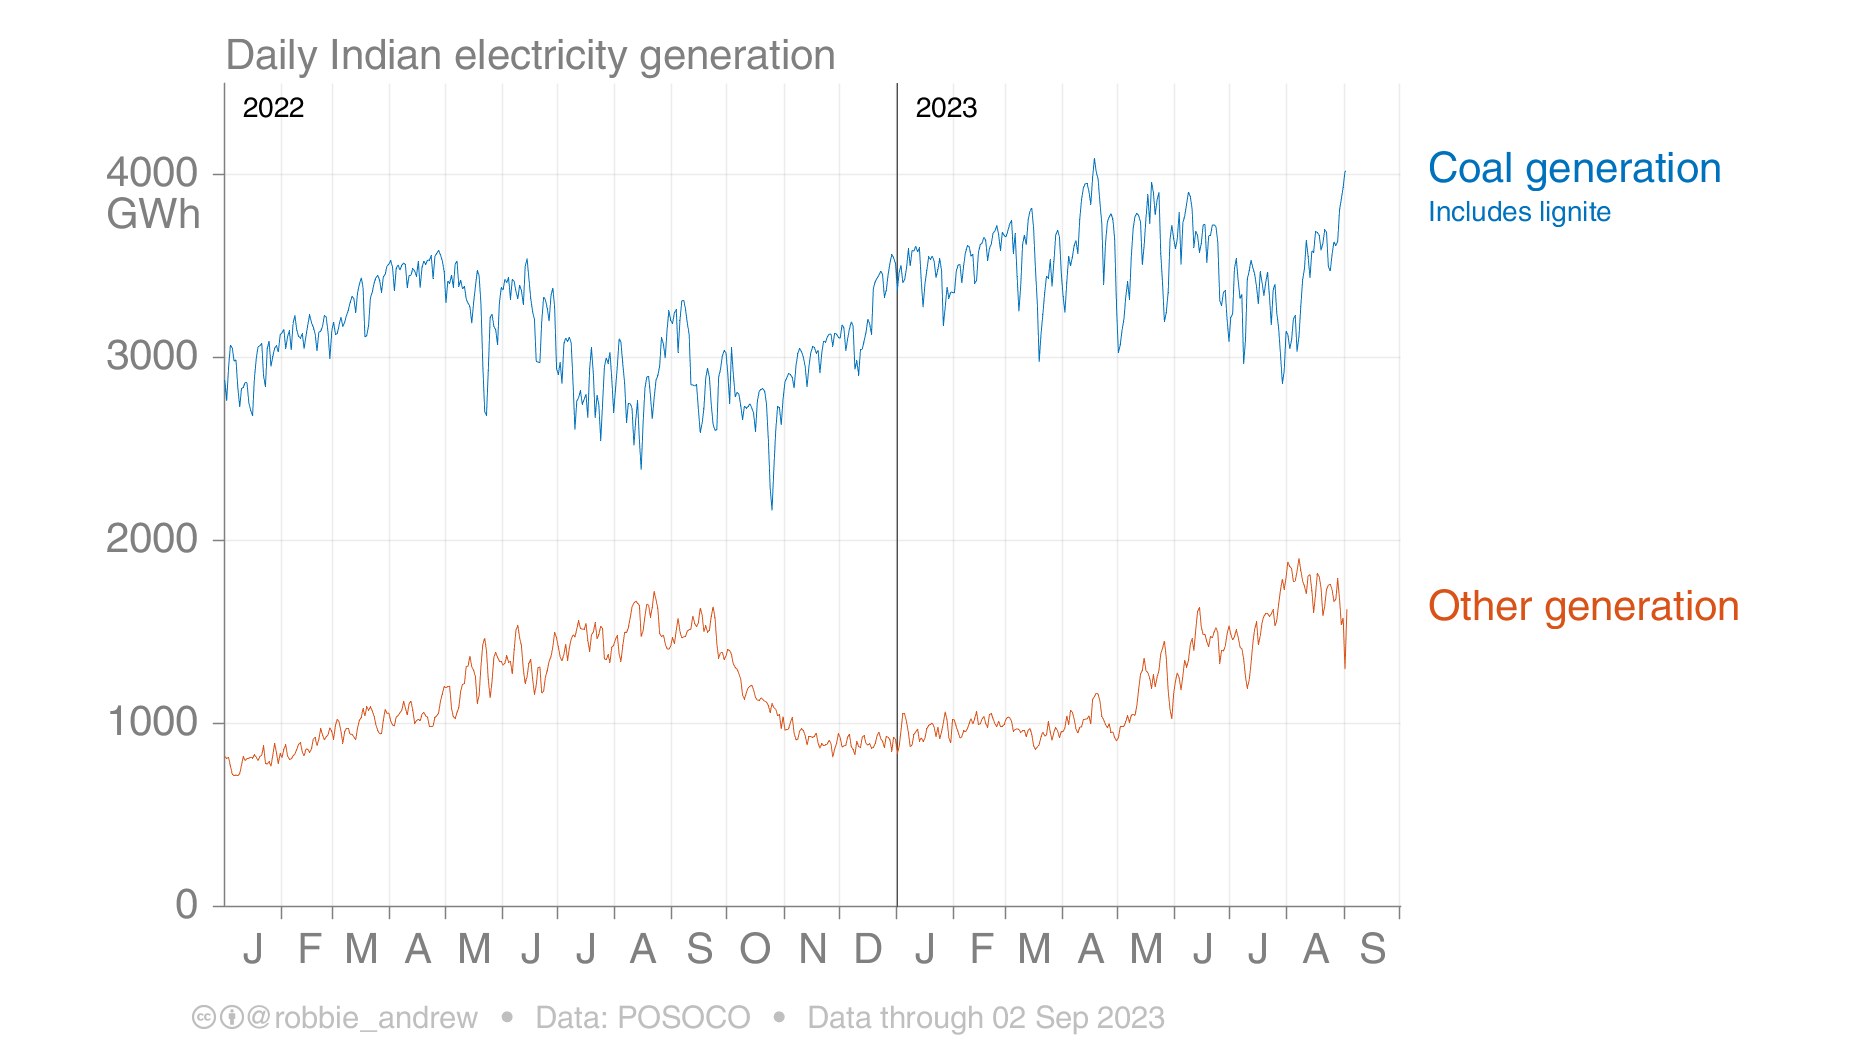 Daily Indian electricity generation
2022
2023
4000
GWh
3000
2000
1000
0
Coal generation
Includes lignite
Other generation
J F M A M J J A S O N D J F M A M J J A S
cc @robbie_andrew • Data: POSOCO • Data through 02 Sep 2023